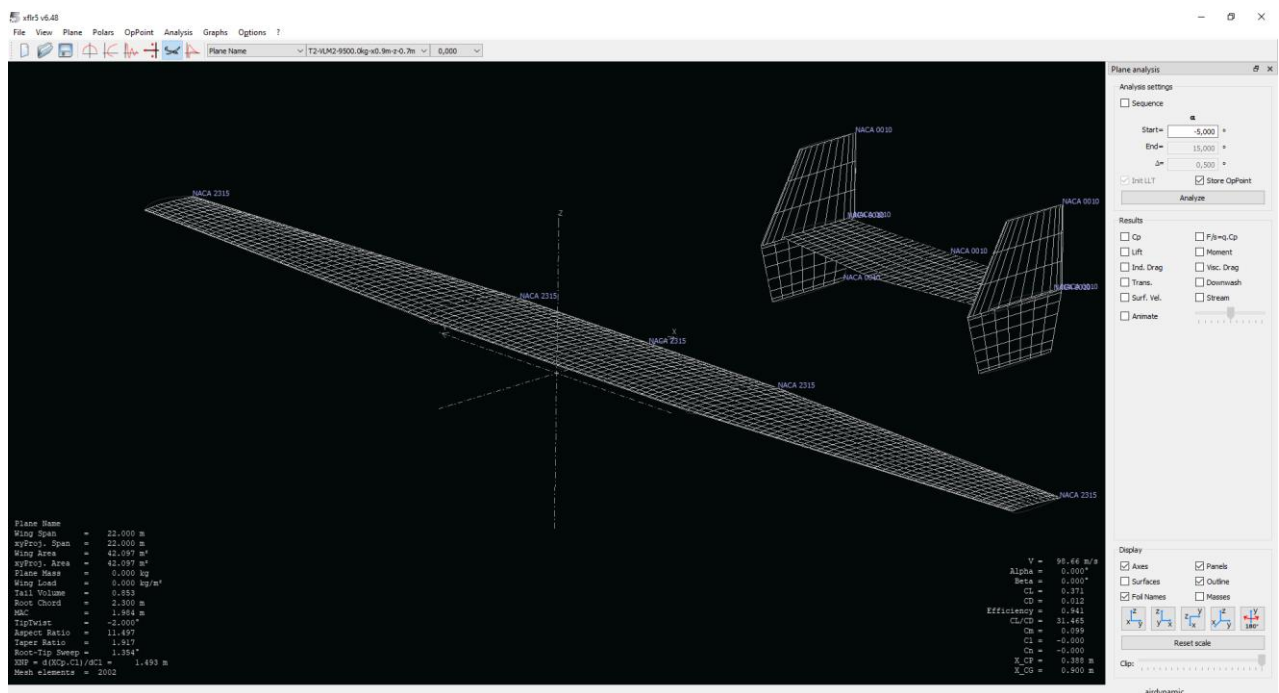 xflr5 v6.48
File View Plane Polars OpPoint Analysis Graphs Options ?
Plane Name T2-VLM2-9500.0kg-x0.9m-z-0.7m 0,000
Plane analysis
Analysis settings
Sequence
α
Start= -5,000 °
End= 15,000 °
Δ= 0,500 °
Init LLT Store OpPoint
Analyze
Results
Cp F/s=q.Cp
Lift Moment
Ind. Drag Visc. Drag
Trans. Downwash
Surf. Vel. Stream
Animate
NACA 0010
NACA 2315
NACA 0010
NACA 0010
NACA 0010
NACA 2315
Z
X
NACA 2315
NACA 2315
NACA 2315
Plane Name
Wing Span = 22.000 m
xyProj. Span = 22.000 m
Wing Area = 42.097 m²
xyProj. Area = 42.097 m²
Plane Mass = 0.000 kg
Wing Load = 0.000 kg/m²
Tail Volume = 0.853
Root Chord = 2.300 m
MAC = 1.984 m
TipTwist = -2.000°
Aspect Ratio = 11.497
Taper Ratio = 1.917
Root-Tip Sweep = 1.354°
XNP = d(XCp.Cl)/dCl = 1.493 m
Mesh elements = 2002
V = 98.66 m/s
Alpha = 0.000°
Beta = 0.000°
CL = 0.371
CD = 0.012
Efficiency = 0.941
CL/CD = 31.465
Cm = 0.099
Cl = -0.000
Cn = -0.000
X_CP = 0.388 m
X_CG = 0.900 m
Display
Axes Panels
Surfaces Outline
Foil Names Masses
Reset scale
Clip: